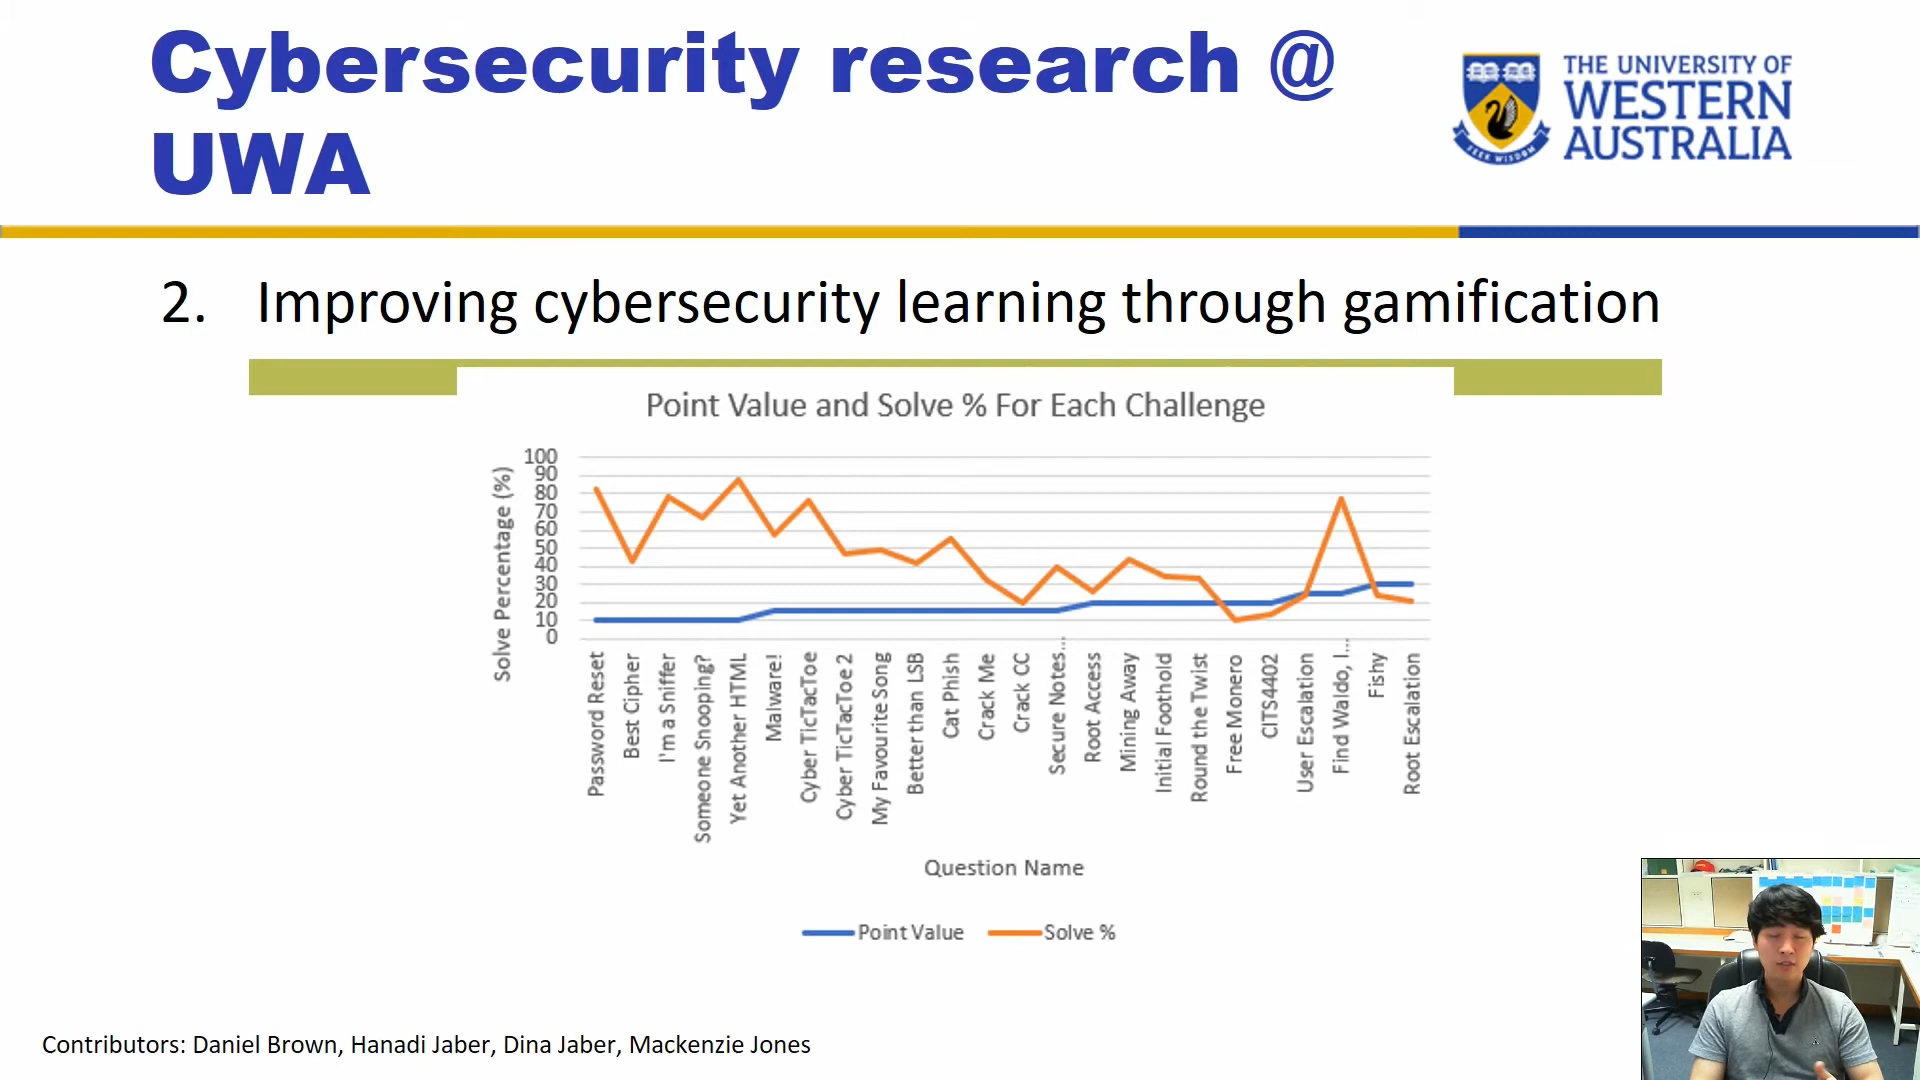 Cybersecurity research @
UWA
THE UNIVERSITY OF
WESTERN
AUSTRALIA
SEEK WISDOM
2. Improving cybersecurity learning through gamification
Point Value and Solve % For Each Challenge
Solve Percentage (%)
100
90
80
70
60
50
40
30
20
10
0
Password Reset
Best Cipher
I'm a Sniffer
Someone Snooping?
Yet Another HTML
Malware!
Cyber TicTacToe
Cyber TicTacToe 2
My Favourite Song
Better than LSB
Cat Phish
Crack Me
Crack CC
Secure Notes...
Root Access
Mining Away
Initial Foothold
Round the Twist
Free Monero
CITS4402
User Escalation
Find Waldo, I...
Fishy
Root Escalation
Question Name
Point Value
Solve %
Contributors: Daniel Brown, Hanadi Jaber, Dina Jaber, Mackenzie Jones